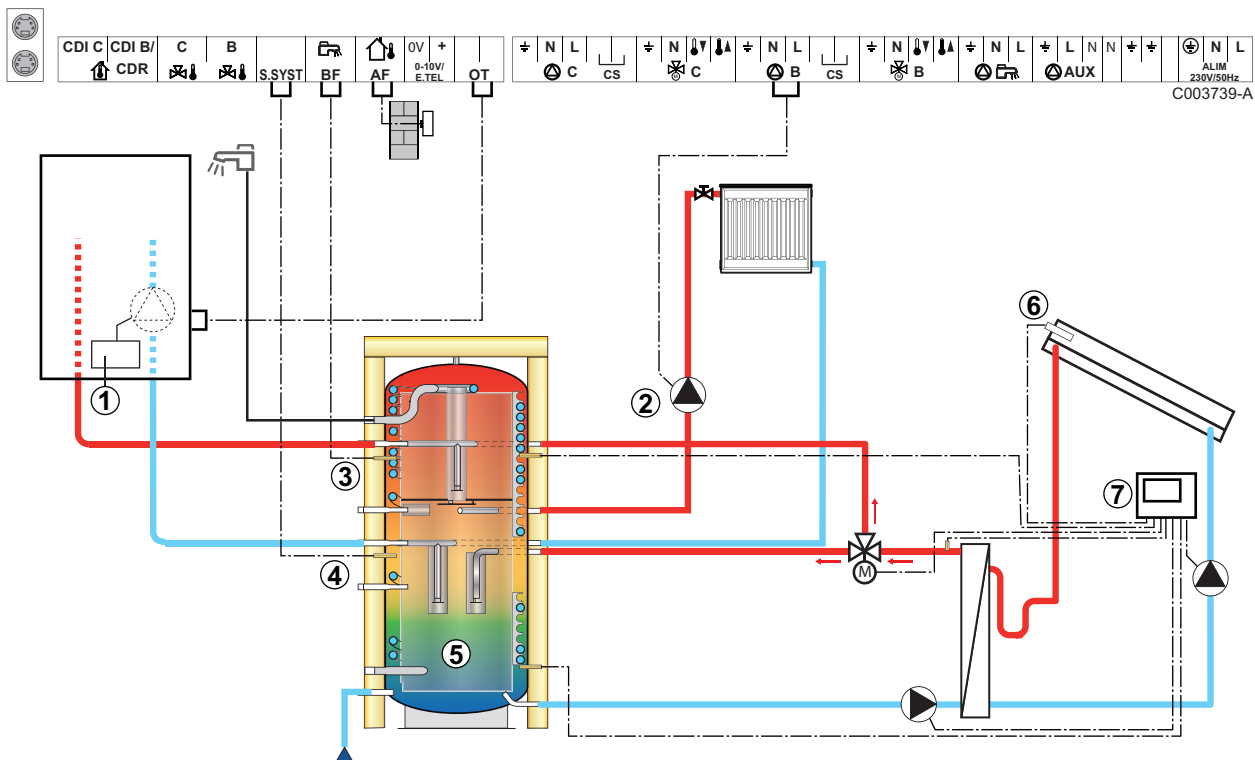 CDI C CDI B/ C B 0V + N L N N L N N L L N N N L
CDR 0-10V/ C C B B AUX ALIM
S.SYST BF AF E.TEL OT CS CS 230V/50Hz
M M
C003739-A
6
1
2
7
3
M
4
5